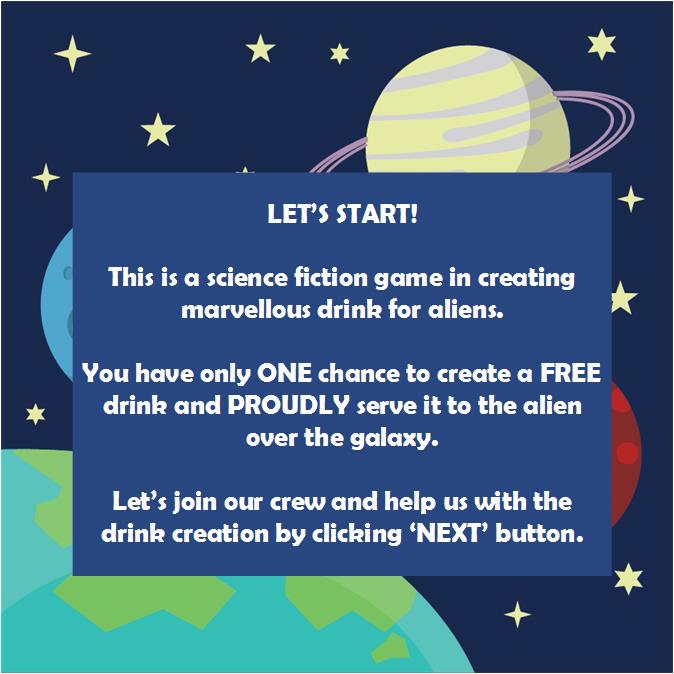 LET'S START!
This is a science fiction game in creating
marvellous drink for aliens.
You have only ONE chance to create a FREE
drink and PROUDLY serve it to the alien
over the galaxy.
Let's join our crew and help us with the
drink creation by clicking 'NEXT' button.